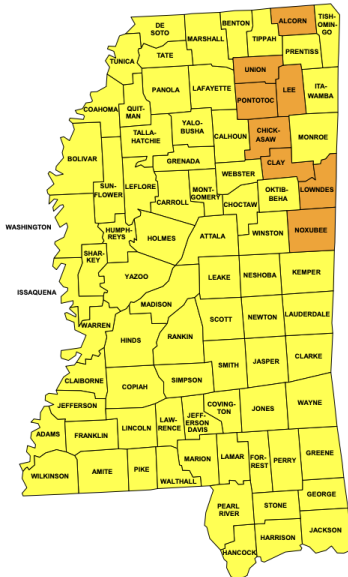 ALCORN
BENTON
TISH-
OMIN-
GO
DE
SOTO
MARSHALL
TIPPAH
PRENTISS
TUNICA
TATE
UNION
LEE
ITA-
WAMBA
PANOLA
LAFAYETTE
PONTOTOC
COAHOMA
QUIT-
MAN
YALO-
BUSHA
CALHOUN
CHICK-
ASAW
MONROE
TALLA-
HATCHIE
BOLIVAR
GRENADA
CLAY
WEBSTER
SUN-
FLOWER
LEFLORE
CARROLL
MONT-
GOMERY
CHOCTAW
OKTIB-
BEHA
LOWNDES
WASHINGTON
HUMPH-
REYS
HOLMES
ATTALA
WINSTON
NOXUBEE
SHAR-
KEY
YAZOO
LEAKE
NESHOBA
KEMPER
ISSAQUENA
MADISON
WARREN
SCOTT
NEWTON
LAUDERDALE
HINDS
RANKIN
SMITH
JASPER
CLARKE
CLAIBORNE
COPIAH
SIMPSON
JEFFERSON
LINCOLN
LAW-
RENCE
JEFF-
ERSON
DAVIS
COVING-
TON
JONES
WAYNE
ADAMS
FRANKLIN
WILKINSON
AMITE
PIKE
WALTHALL
MARION
LAMAR
FOR-
REST
PERRY
GREENE
PEARL
RIVER
STONE
GEORGE
HANCOCK
HARRISON
JACKSON